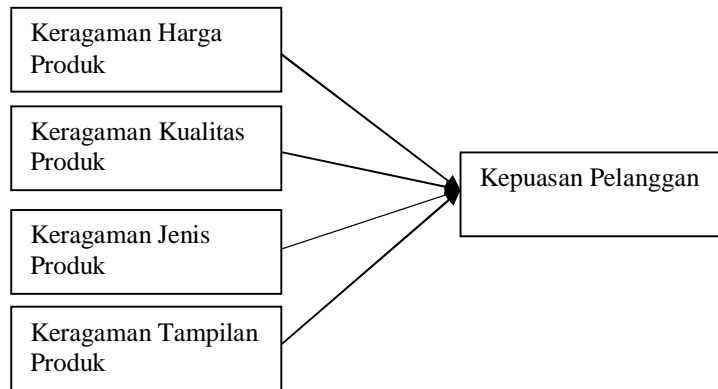 Keragaman Harga
Produk
Keragaman Kualitas
Produk
Kepuasan Pelanggan
Keragaman Jenis
Produk
Keragaman Tampilan
Produk